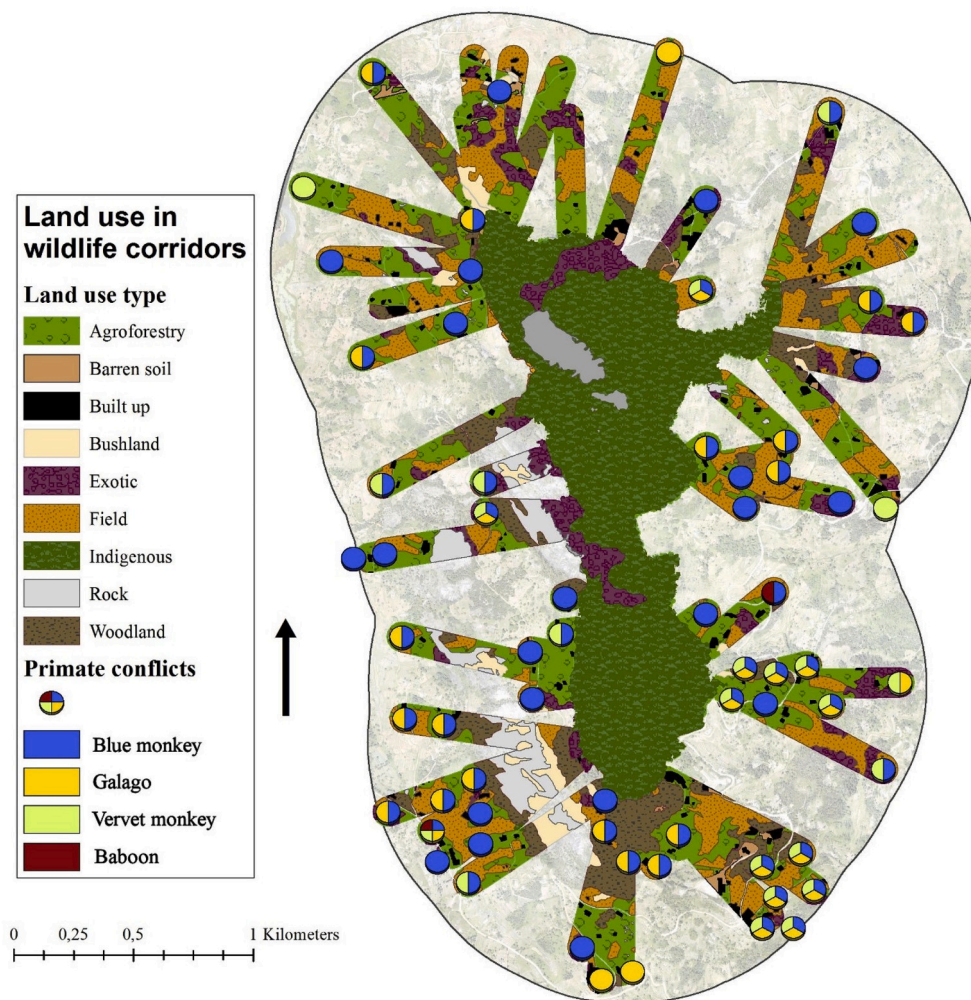 Land use in
wildlife corridors
Land use type
Agroforestry
Barren soil
Built up
Bushland
Exotic
Field
Indigenous
Rock
Woodland
Primate conflicts
Blue monkey
Galago
Vervet monkey
Baboon
0 0,25 0,5 1 Kilometers